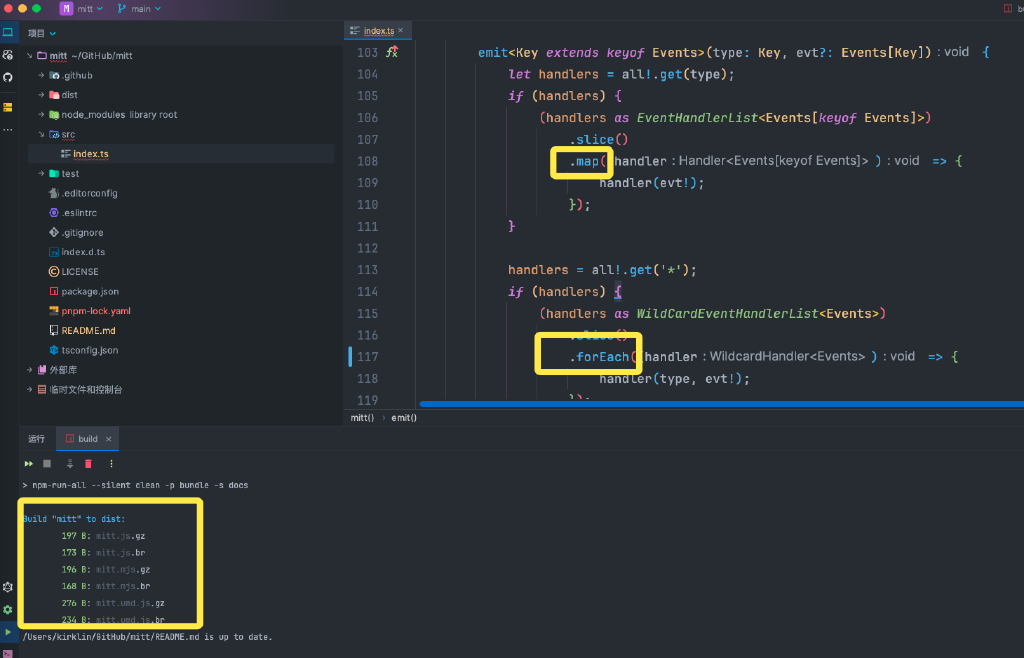 mitt main
项目
mitt ~/GitHub/mitt
.github
dist
node_modules library root
src
index.ts
test
.editorconfig
.eslintrc
.gitignore
index.d.ts
LICENSE
package.json
pnpm-lock.yaml
README.md
tsconfig.json
外部库
临时文件和控制台
index.ts
103 emit<Key extends keyof Events>(type: Key, evt?: Events[Key]) : void {
104 let handlers = all!.get(type);
105 if (handlers) {
106 (handlers as EventHandlerList<Events[keyof Events]>)
107 .slice()
108 .map((handler : Handler<Events[keyof Events]> ) : void => {
109 handler(evt!);
110 });
111 }
112
113 handlers = all!.get('*');
114 if (handlers) {
115 (handlers as WildCardEventHandlerList<Events>)
116 .slice()
117 .forEach((handler : WildcardHandler<Events> ) : void => {
118 handler(type, evt!);
119 });
mitt() › emit()
运行 build
> npm-run-all --silent clean -p bundle -s docs
Build "mitt" to dist:
197 B: mitt.js.gz
173 B: mitt.js.br
196 B: mitt.mjs.gz
168 B: mitt.mjs.br
276 B: mitt.umd.js.gz
234 B: mitt.umd.js.br
/Users/kirklin/GitHub/mitt/README.md is up to date.